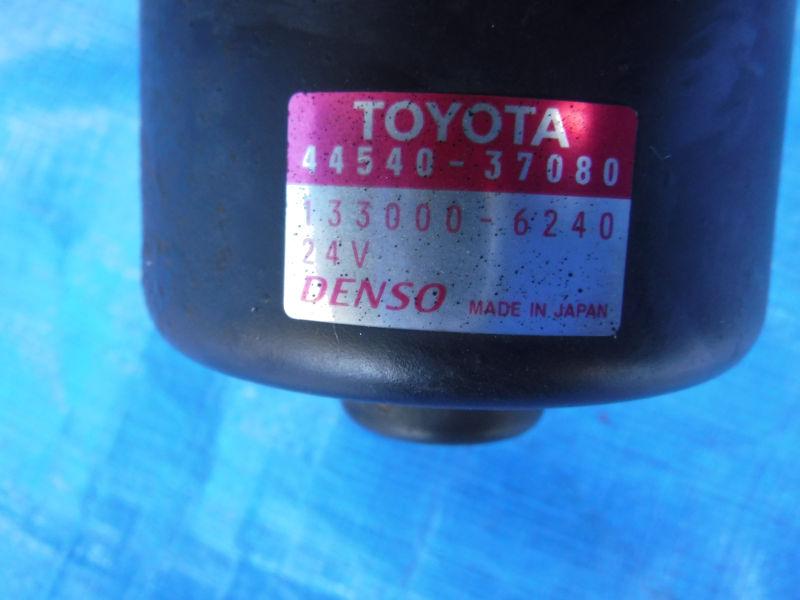 TOYOTA
44540-37080
133000-6240
24V
DENSO MADE IN JAPAN